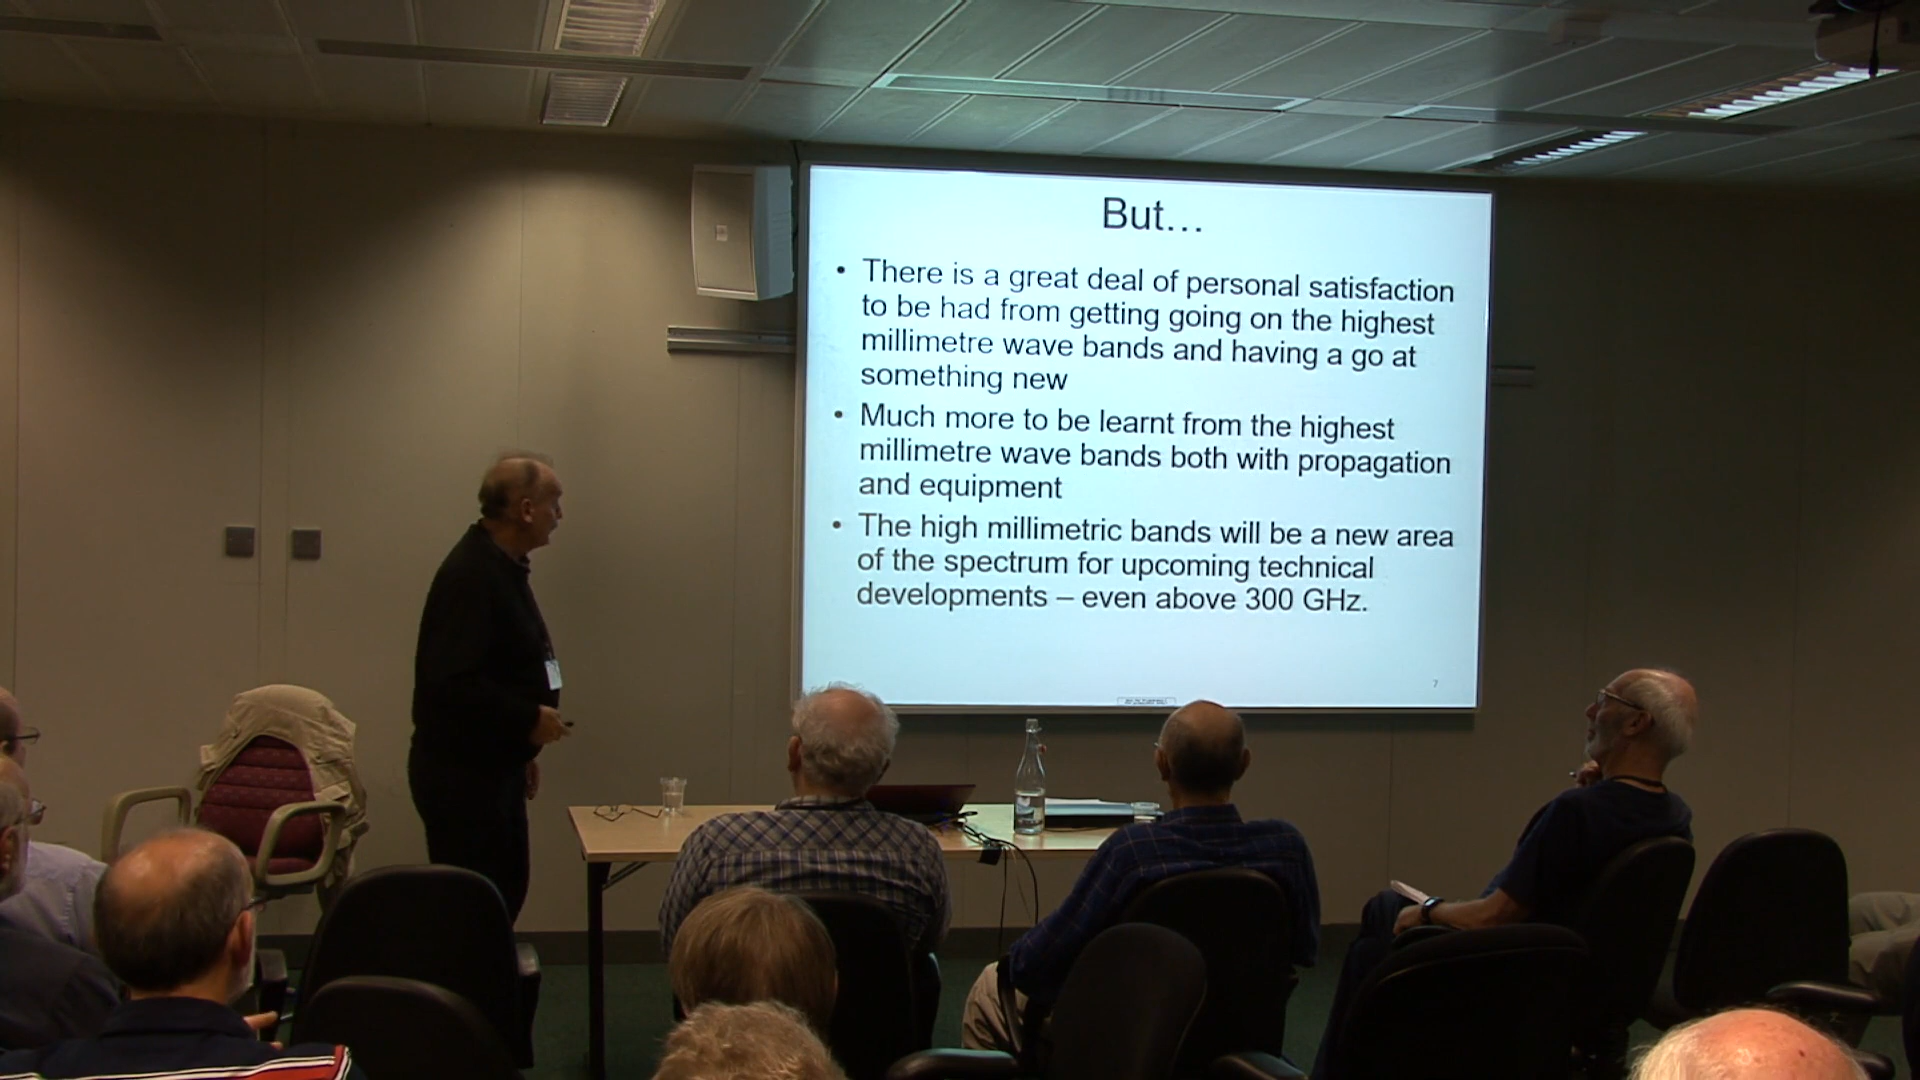 But…
• There is a great deal of personal satisfaction
to be had from getting going on the highest
millimetre wave bands and having a go at
something new
• Much more to be learnt from the highest
millimetre wave bands both with propagation
and equipment
• The high millimetric bands will be a new area
of the spectrum for upcoming technical
developments – even above 300 GHz.
7